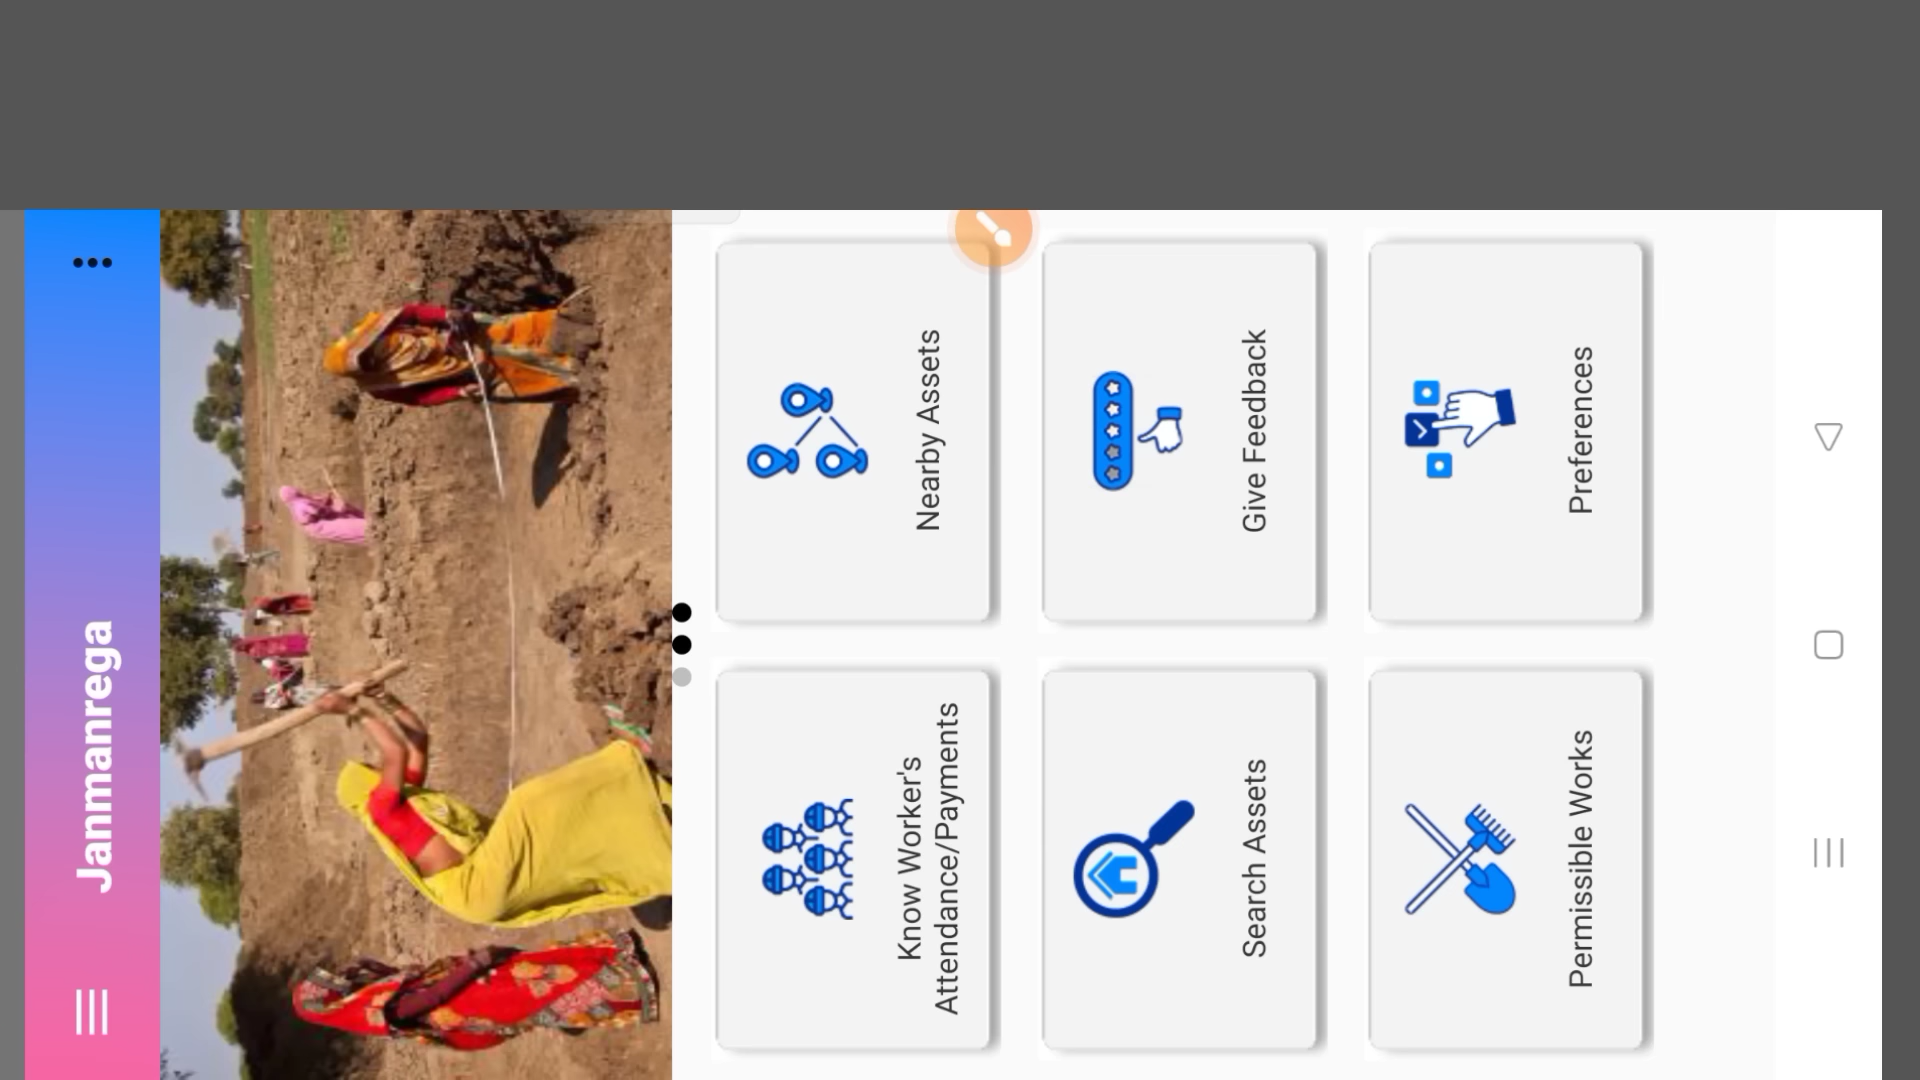 Janmanrega
Know Worker's
Attendance/Payments
Nearby Assets
Search Assets
Give Feedback
Permissible Works
Preferences